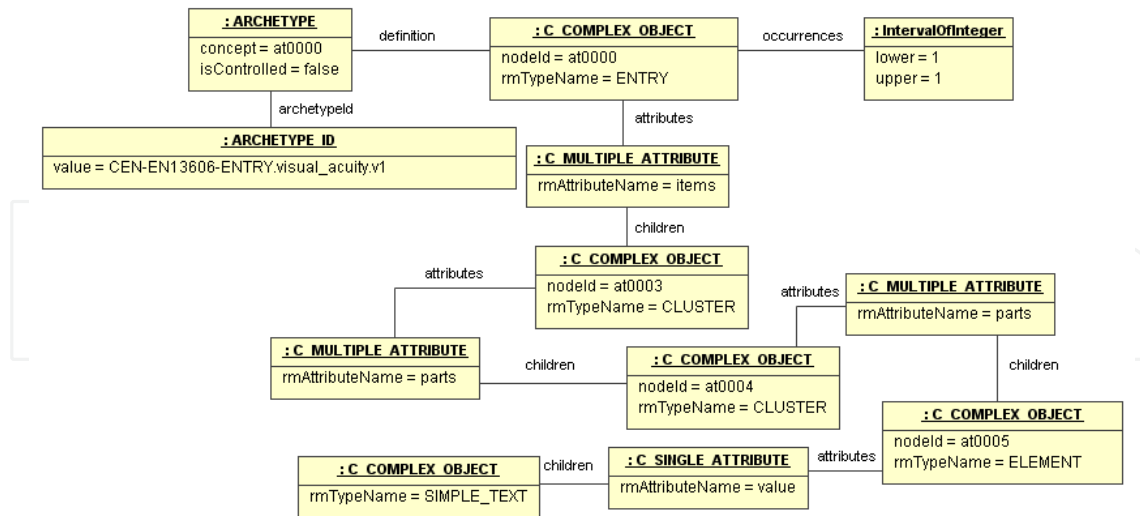 : ARCHETYPE
concept = at0000
isControlled = false
definition
: C_COMPLEX_OBJECT
nodeId = at0000
rmTypeName = ENTRY
occurrences
: IntervalOfInteger
lower = 1
upper = 1
archetypeId
attributes
: ARCHETYPE_ID
value = CEN-EN13606-ENTRY.visual_acuity.v1
: C_MULTIPLE_ATTRIBUTE
rmAttributeName = items
children
: C_COMPLEX_OBJECT
nodeId = at0003
rmTypeName = CLUSTER
attributes
: C_MULTIPLE_ATTRIBUTE
rmAttributeName = parts
children
: C_COMPLEX_OBJECT
nodeId = at0004
rmTypeName = CLUSTER
attributes
: C_MULTIPLE_ATTRIBUTE
rmAttributeName = parts
children
: C_COMPLEX_OBJECT
nodeId = at0005
rmTypeName = ELEMENT
attributes
: C_SINGLE_ATTRIBUTE
rmAttributeName = value
children
: C_COMPLEX_OBJECT
rmTypeName = SIMPLE_TEXT